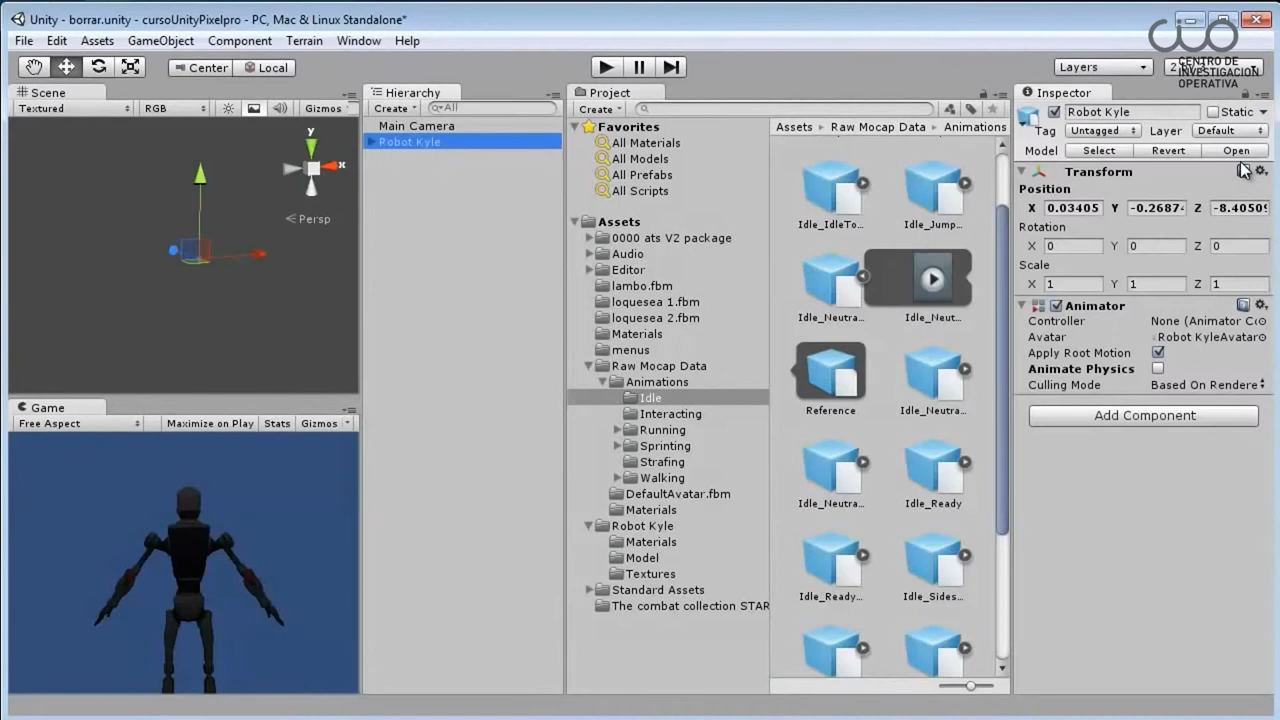 Unity - borrar.unity - cursoUnityPixelpro - PC, Mac & Linux Standalone*
File Edit Assets GameObject Component Terrain Window Help
CIO
CENTRO DE
INVESTIGACIÓN
OPERATIVA
Center Local
Layers
Scene
Textured RGB Gizmos
y
x
Persp
Game
Free Aspect Maximize on Play Stats Gizmos
Hierarchy
Create All
Main Camera
Robot Kyle
Project
Create
Favorites
All Materials
All Models
All Prefabs
All Scripts
Assets
0000 ats V2 package
Audio
Editor
lambo.fbm
loquesea 1.fbm
loquesea 2.fbm
Materials
menus
Raw Mocap Data
Animations
Idle
Interacting
Running
Sprinting
Strafing
Walking
DefaultAvatar.fbm
Materials
Robot Kyle
Materials
Model
Textures
Standard Assets
The combat collection STAR
Assets Raw Mocap Data Animations
Idle_IdleTo... Idle_Jump...
Idle_Neutra... Idle_Neut...
Reference Idle_Neutra...
Idle_Neutra... Idle_Ready
Idle_Ready... Idle_Sides...
Inspector
Robot Kyle Static
Tag Untagged Layer Default
Model Select Revert Open
Transform
Position
X 0.03405 Y -0.2687 Z -8.4050
Rotation
X 0 Y 0 Z 0
Scale
X 1 Y 1 Z 1
Animator
Controller None (Animator Co
Avatar Robot KyleAvatar
Apply Root Motion
Animate Physics
Culling Mode Based On Rendere
Add Component